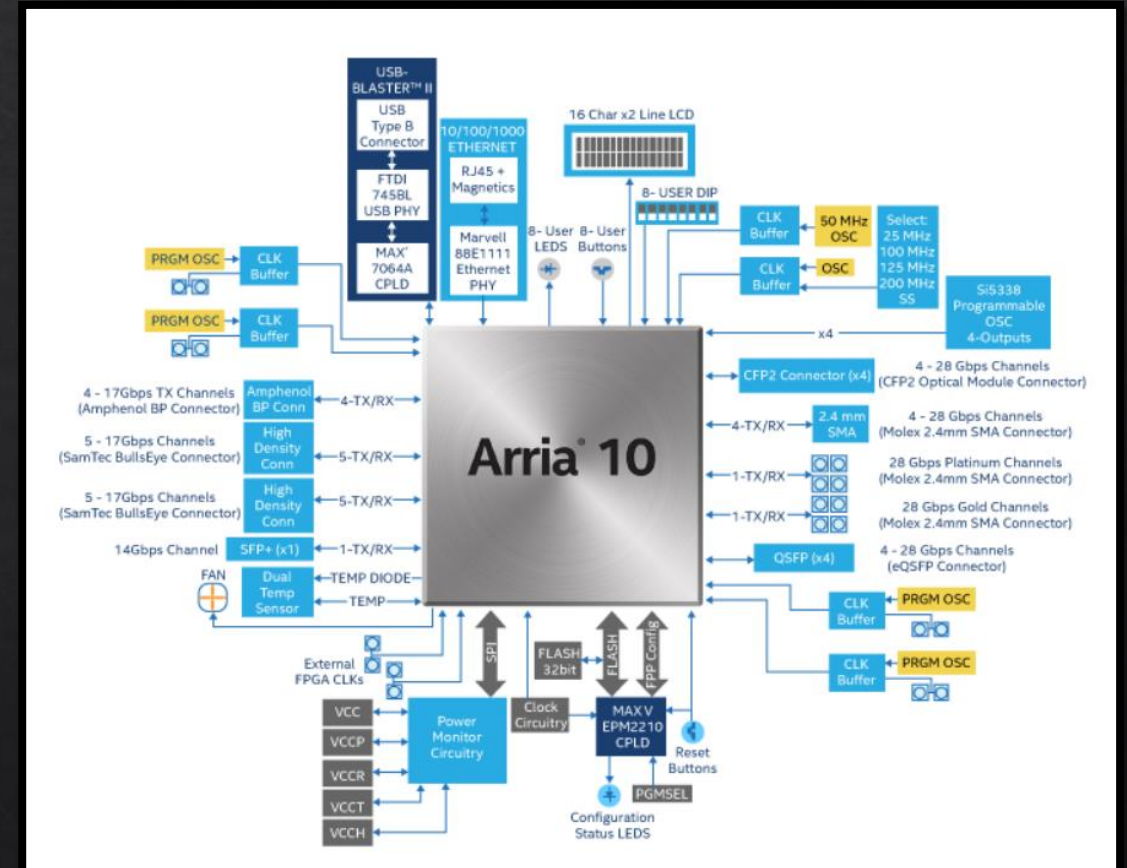 USB-
BLASTER™ II
USB
Type B
Connector
FTDI
745BL
USB PHY
MAX®
7064A
CPLD
10/100/1000
ETHERNET
RJ45 +
Magnetics
Marvell
88E1111
Ethernet
PHY
16 Char x2 Line LCD
8- USER DIP
8- User
LEDS
8- User
Buttons
CLK
Buffer
50 MHz
OSC
CLK
Buffer
OSC
Select:
25 MHz
100 MHz
125 MHz
200 MHz
SS
Si5338
Programmable
OSC
4-Outputs
x4
PRGM OSC
CLK
Buffer
PRGM OSC
CLK
Buffer
4 - 17Gbps TX Channels
(Amphenol BP Connector)
Amphenol
BP Conn
4-TX/RX
5 - 17Gbps Channels
(SamTec BullsEye Connector)
High
Density
Conn
5-TX/RX
5 - 17Gbps Channels
(SamTec BullsEye Connector)
High
Density
Conn
5-TX/RX
14Gbps Channel
SFP+ (x1)
1-TX/RX
FAN
Dual
Temp
Sensor
TEMP DIODE
TEMP
Arria® 10
CFP2 Connector (x4)
4 - 28 Gbps Channels
(CFP2 Optical Module Connector)
4-TX/RX
2.4 mm
SMA
4 - 28 Gbps Channels
(Molex 2.4mm SMA Connector)
1-TX/RX
28 Gbps Platinum Channels
(Molex 2.4mm SMA Connector)
1-TX/RX
28 Gbps Gold Channels
(Molex 2.4mm SMA Connector)
QSFP (x4)
4 - 28 Gbps Channels
(eQSFP Connector)
CLK
Buffer
PRGM OSC
CLK
Buffer
PRGM OSC
External
FPGA CLKs
SPI
FLASH
32bit
FLASH
FPP Config
VCC
VCCP
VCCR
VCCT
VCCH
Power
Monitor
Circuitry
Clock
Circuitry
MAX V
EPM2210
CPLD
Reset
Buttons
PGMSEL
Configuration
Status LEDS